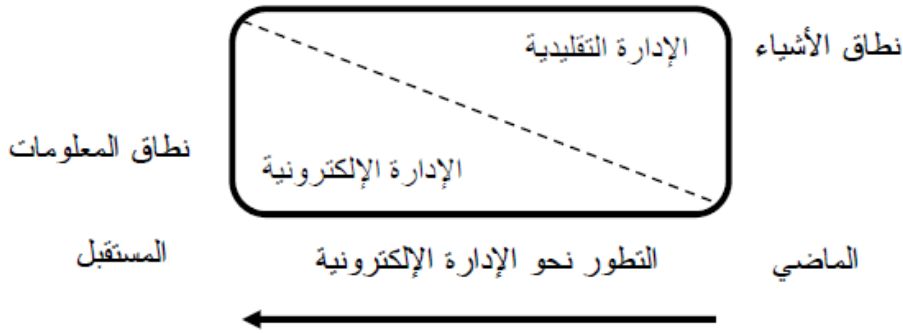 الإدارة التقليدية
نطاق الأشياء
نطاق المعلومات
الإدارة الإلكترونية
الماضي
التطور نحو الإدارة الإلكترونية
المستقبل